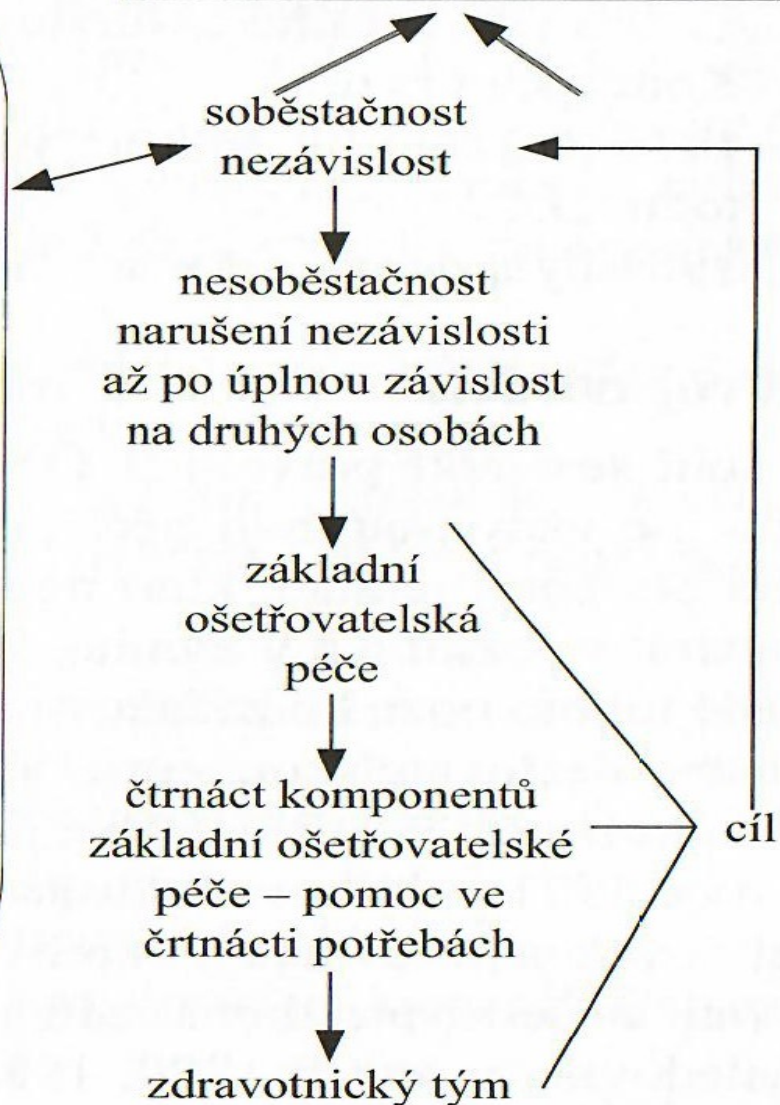 soběstačnost
nezávislost
nesoběstačnost
narušení nezávislosti
až po úplnou závislost
na druhých osobách
základní
ošetřovatelská
péče
čtrnáct komponentů
základní ošetřovatelské
péče – pomoc ve
črtnácti potřebách
cíl
zdravotnický tým